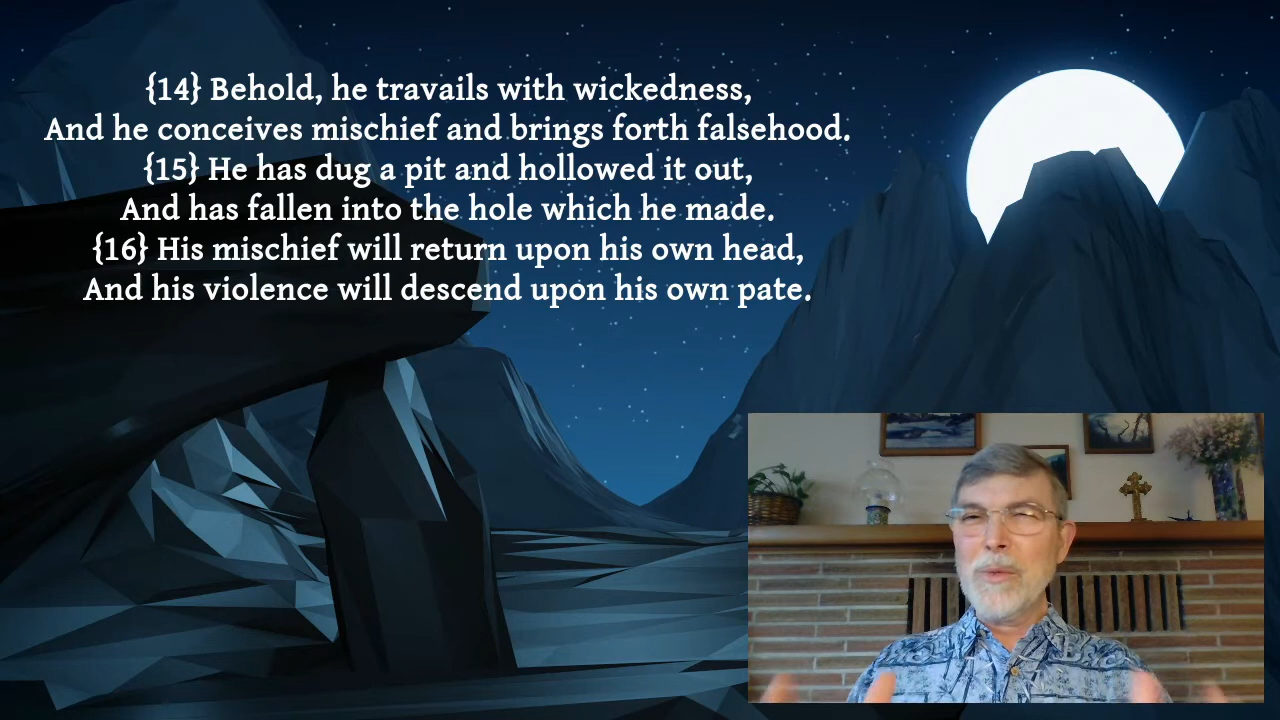 {14} Behold, he travails with wickedness,
And he conceives mischief and brings forth falsehood.
{15} He has dug a pit and hollowed it out,
And has fallen into the hole which he made.
{16} His mischief will return upon his own head,
And his violence will descend upon his own pate.